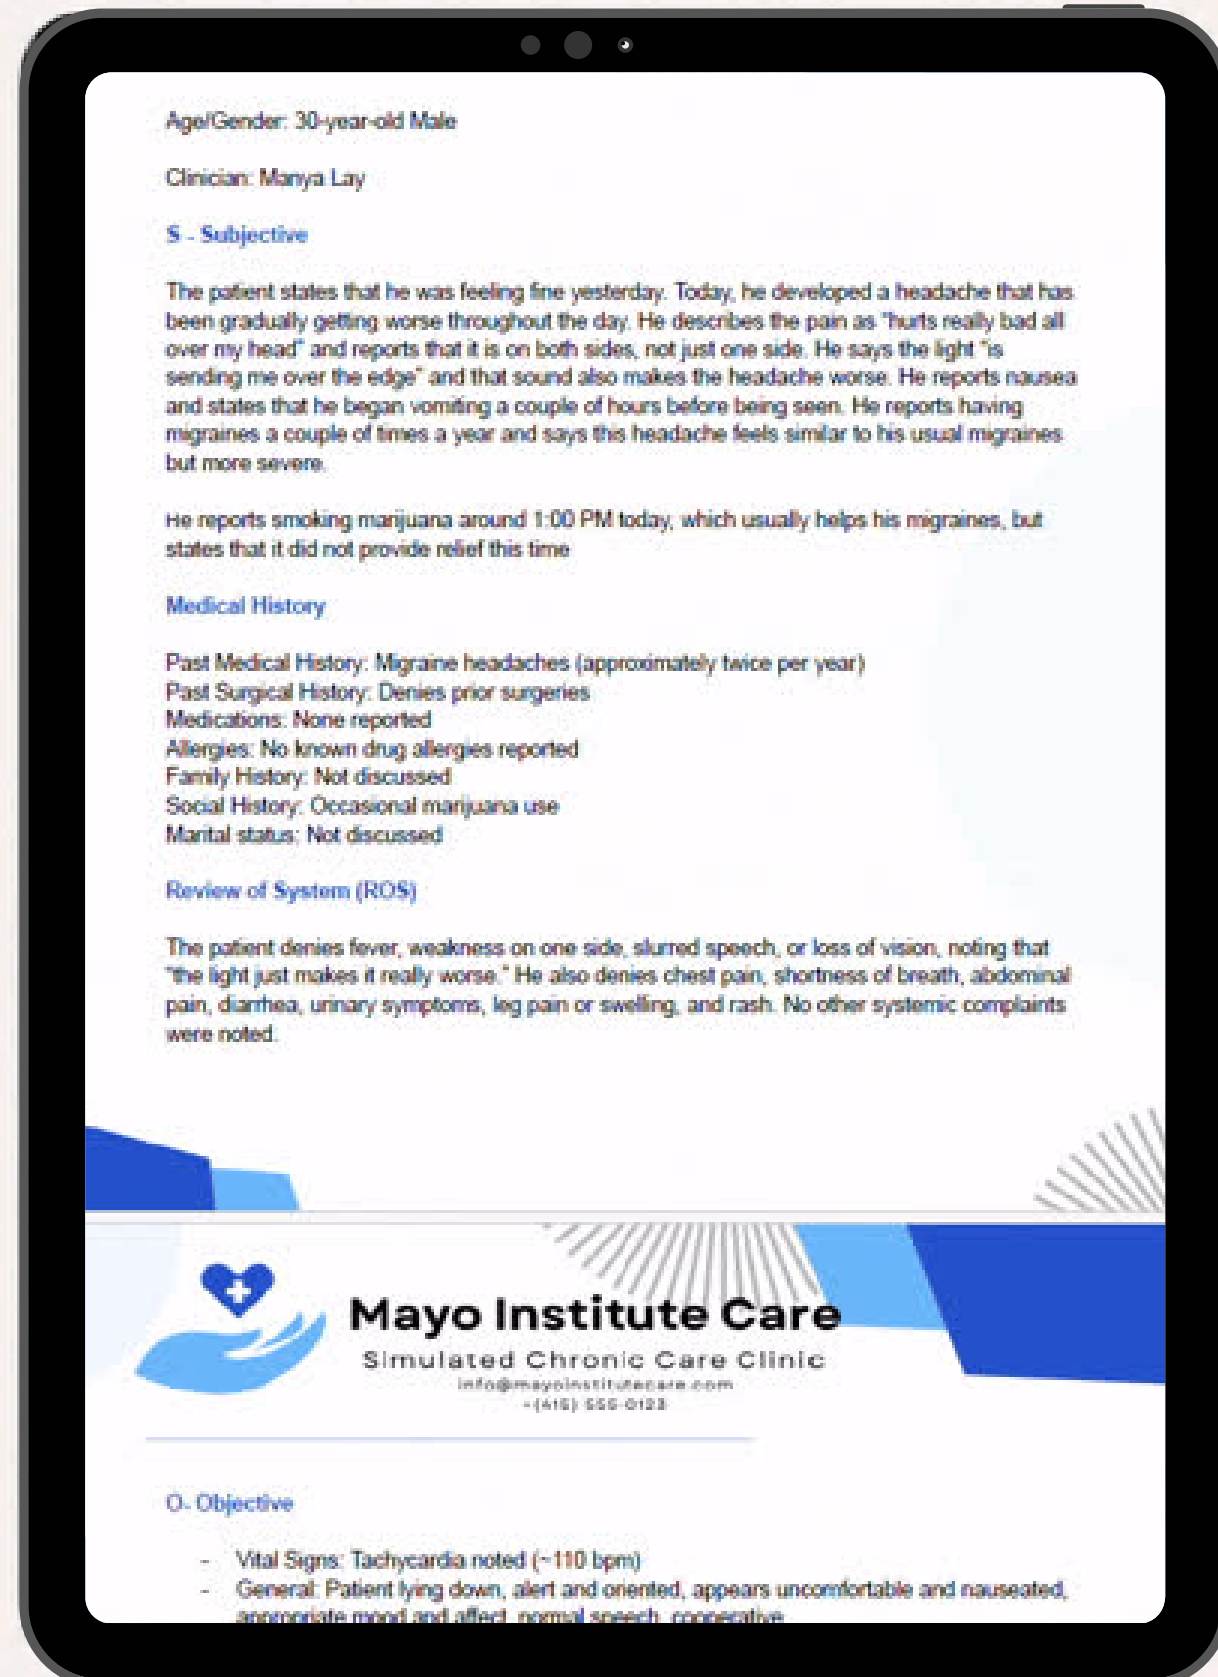 Age/Gender: 30-year-old Male
Clinician: Manya Lay
S - Subjective
The patient states that he was feeling fine yesterday. Today, he developed a headache that has
been gradually getting worse throughout the day. He describes the pain as "hurts really bad all
over my head" and reports that it is on both sides, not just one side. He says the light "is
sending me over the edge" and that sound also makes the headache worse. He reports nausea
and states that he began vomiting a couple of hours before being seen. He reports having
migraines a couple of times a year and says this headache feels similar to his usual migraines
but more severe.
He reports smoking marijuana around 1:00 PM today, which usually helps his migraines, but
states that it did not provide relief this time
Medical History
Past Medical History: Migraine headaches (approximately twice per year)
Past Surgical History: Denies prior surgeries
Medications: None reported
Allergies: No known drug allergies reported
Family History: Not discussed
Social History: Occasional marijuana use
Marital status: Not discussed
Review of System (ROS)
The patient denies fever, weakness on one side, slurred speech, or loss of vision, noting that
"the light just makes it really worse." He also denies chest pain, shortness of breath, abdominal
pain, diarrhea, urinary symptoms, leg pain or swelling, and rash. No other systemic complaints
were noted.
Mayo Institute Care
Simulated Chronic Care Clinic
info@mayoinstitutecare.com
+(415) 555-0123
O- Objective
- Vital Signs: Tachycardia noted (~110 bpm)
- General: Patient lying down, alert and oriented, appears uncomfortable and nauseated,
appropriate mood and affect, normal speech, cooperative